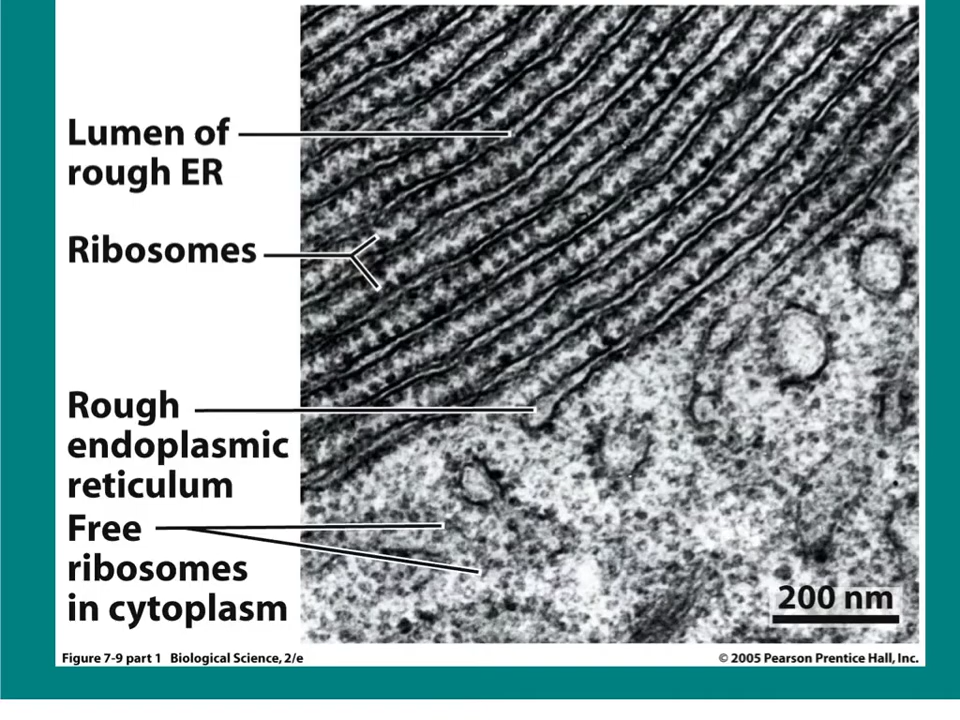 Lumen of
rough ER
Ribosomes
Rough
endoplasmic
reticulum
Free
ribosomes
in cytoplasm
200 nm
Figure 7-9 part 1 Biological Science, 2/e
© 2005 Pearson Prentice Hall, Inc.